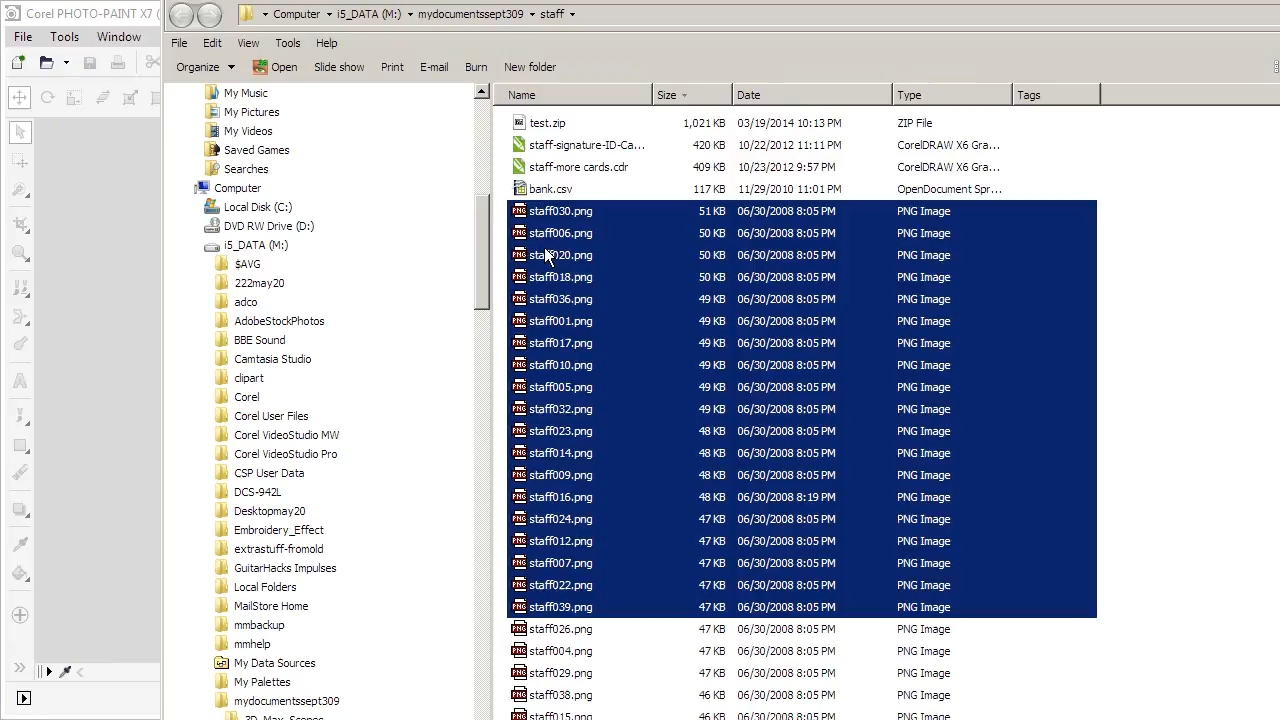 Corel PHOTO-PAINT X7
File Tools Window
Computer i5_DATA (M:) mydocumentssept309 staff
File Edit View Tools Help
Organize Open Slide show Print E-mail Burn New folder
My Music
My Pictures
My Videos
Saved Games
Searches
Computer
Local Disk (C:)
DVD RW Drive (D:)
i5_DATA (M:)
$AVG
222may20
adco
AdobeStockPhotos
BBE Sound
Camtasia Studio
clipart
Corel
Corel User Files
Corel VideoStudio MW
Corel VideoStudio Pro
CSP User Data
DCS-942L
Desktopmay20
Embroidery_Effect
extrastuff-fromold
GuitarHacks Impulses
Local Folders
MailStore Home
mmbackup
mmhelp
My Data Sources
My Palettes
mydocumentssept309
3D_Max_Scenes
Name Size Date Type Tags
test.zip 1,021 KB 03/19/2014 10:13 PM ZIP File
staff-signature-ID-Ca... 420 KB 10/22/2012 11:11 PM CorelDRAW X6 Gra...
staff-more cards.cdr 409 KB 10/23/2012 9:57 PM CorelDRAW X6 Gra...
bank.csv 117 KB 11/29/2010 11:01 PM OpenDocument Spr...
staff030.png 51 KB 06/30/2008 8:05 PM PNG Image
staff006.png 50 KB 06/30/2008 8:05 PM PNG Image
staff020.png 50 KB 06/30/2008 8:05 PM PNG Image
staff018.png 50 KB 06/30/2008 8:05 PM PNG Image
staff036.png 49 KB 06/30/2008 8:05 PM PNG Image
staff001.png 49 KB 06/30/2008 8:05 PM PNG Image
staff017.png 49 KB 06/30/2008 8:05 PM PNG Image
staff010.png 49 KB 06/30/2008 8:05 PM PNG Image
staff005.png 49 KB 06/30/2008 8:05 PM PNG Image
staff032.png 49 KB 06/30/2008 8:05 PM PNG Image
staff023.png 48 KB 06/30/2008 8:05 PM PNG Image
staff014.png 48 KB 06/30/2008 8:05 PM PNG Image
staff009.png 48 KB 06/30/2008 8:05 PM PNG Image
staff016.png 48 KB 06/30/2008 8:19 PM PNG Image
staff024.png 47 KB 06/30/2008 8:05 PM PNG Image
staff012.png 47 KB 06/30/2008 8:05 PM PNG Image
staff007.png 47 KB 06/30/2008 8:05 PM PNG Image
staff022.png 47 KB 06/30/2008 8:05 PM PNG Image
staff039.png 47 KB 06/30/2008 8:05 PM PNG Image
staff026.png 47 KB 06/30/2008 8:05 PM PNG Image
staff004.png 47 KB 06/30/2008 8:05 PM PNG Image
staff029.png 47 KB 06/30/2008 8:05 PM PNG Image
staff038.png 46 KB 06/30/2008 8:05 PM PNG Image
staff015.png 46 KB 06/30/2008 8:05 PM PNG Image